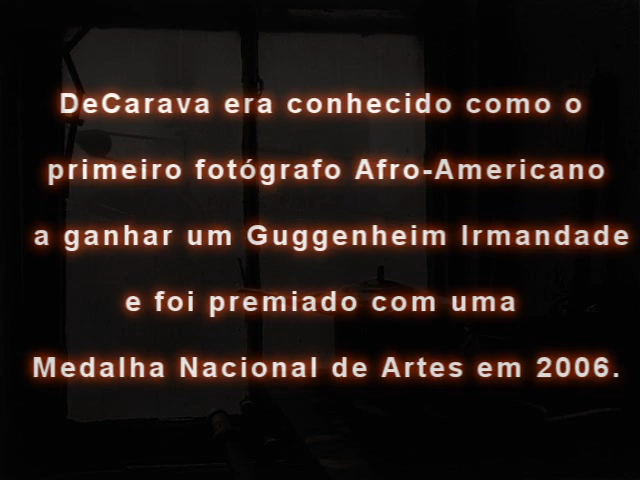 DeCarava era conhecido como o
primeiro fotógrafo Afro-Americano
a ganhar um Guggenheim Irmandade
e foi premiado com uma
Medalha Nacional de Artes em 2006.